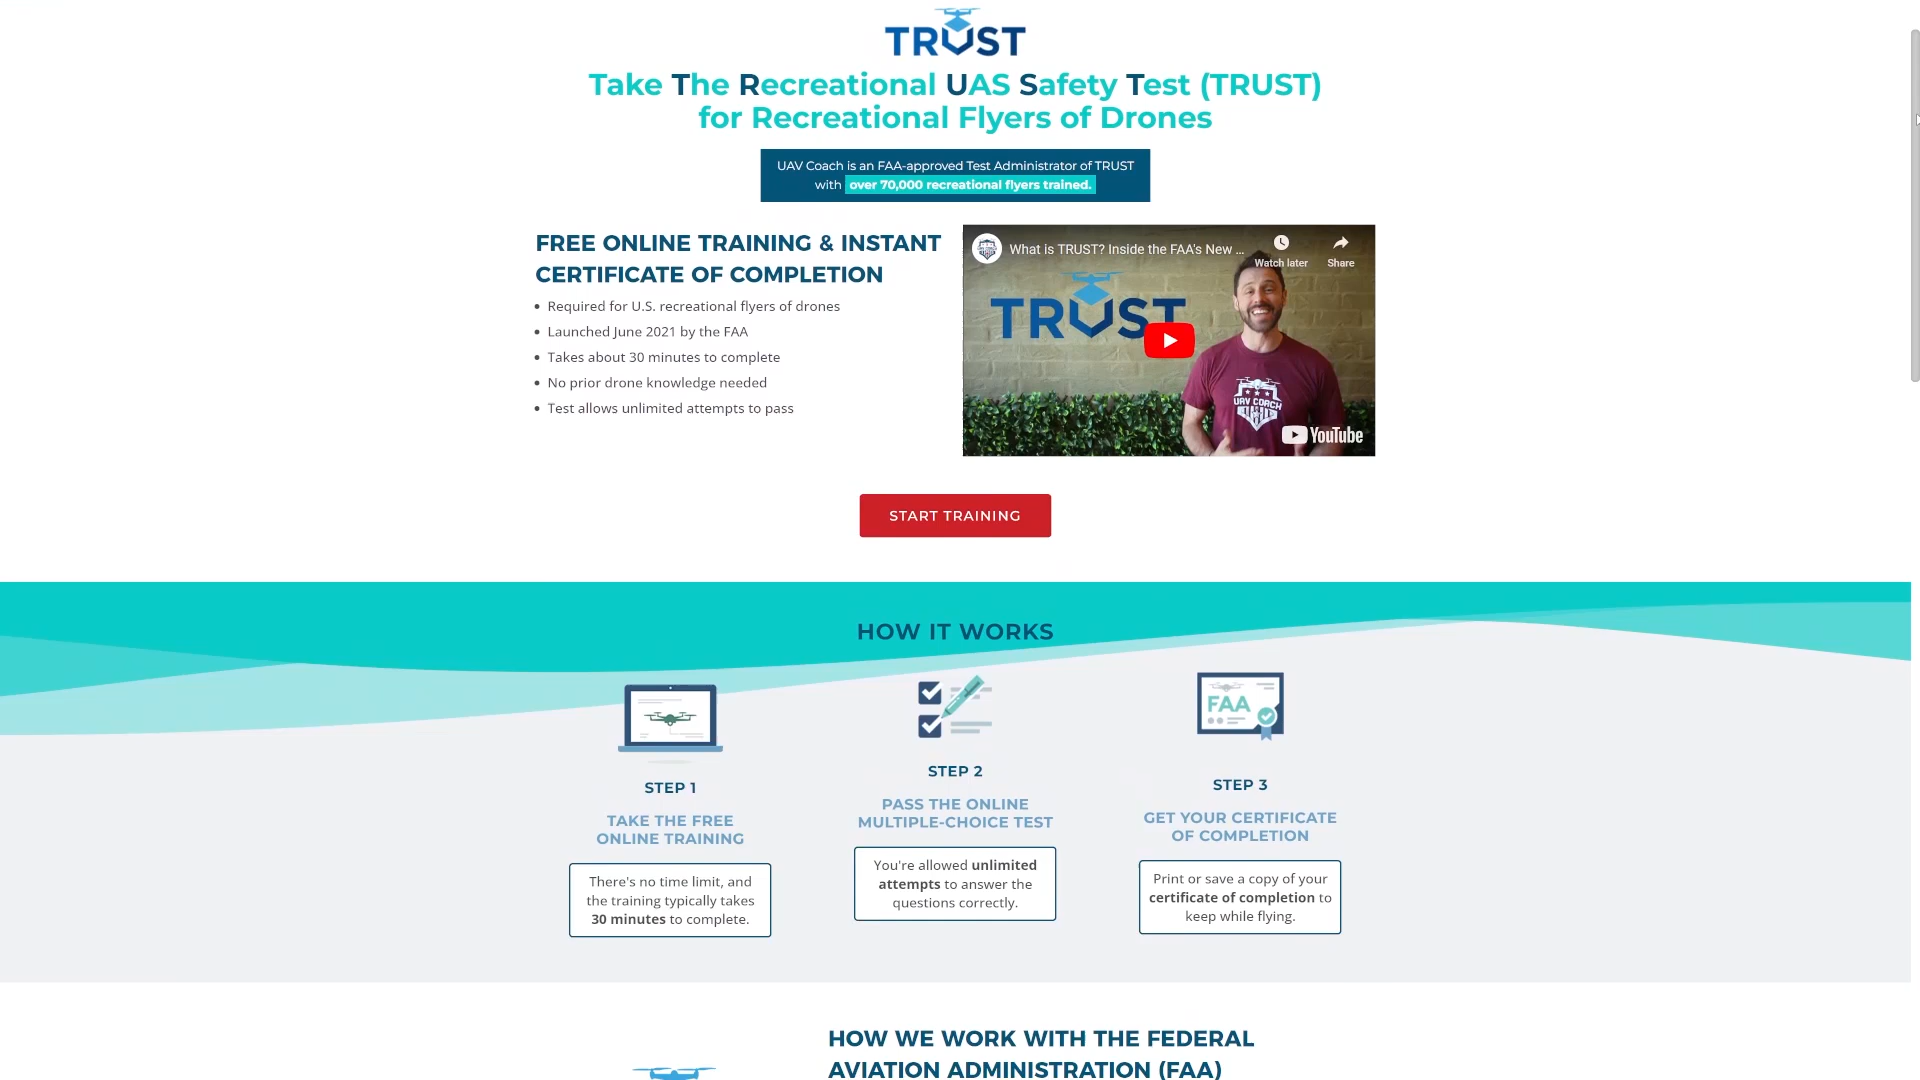 TRUST
Take The Recreational UAS Safety Test (TRUST)
for Recreational Flyers of Drones
UAV Coach is an FAA-approved Test Administrator of TRUST
with over 70,000 recreational flyers trained.
FREE ONLINE TRAINING & INSTANT
CERTIFICATE OF COMPLETION
Required for U.S. recreational flyers of drones
Launched June 2021 by the FAA
Takes about 30 minutes to complete
No prior drone knowledge needed
Test allows unlimited attempts to pass
What is TRUST? Inside the FAA's New ...
Watch later
Share
TRUST
UAV COACH
YouTube
START TRAINING
HOW IT WORKS
STEP 1
TAKE THE FREE
ONLINE TRAINING
There's no time limit, and
the training typically takes
30 minutes to complete.
STEP 2
PASS THE ONLINE
MULTIPLE-CHOICE TEST
You're allowed unlimited
attempts to answer the
questions correctly.
FAA
STEP 3
GET YOUR CERTIFICATE
OF COMPLETION
Print or save a copy of your
certificate of completion to
keep while flying.
HOW WE WORK WITH THE FEDERAL
AVIATION ADMINISTRATION (FAA)